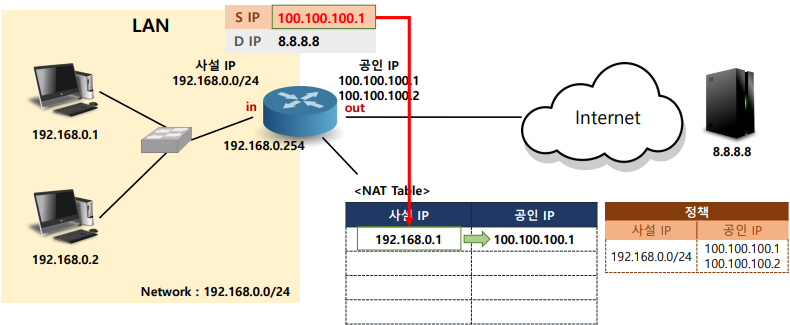 LAN
S IP 100.100.100.1
D IP 8.8.8.8
사설 IP
192.168.0.0/24
공인 IP
100.100.100.1
100.100.100.2
in
out
192.168.0.1
192.168.0.254
Internet
8.8.8.8
192.168.0.2
Network : 192.168.0.0/24
<NAT Table>
사설 IP 공인 IP
192.168.0.1 100.100.100.1
정책
사설 IP 공인 IP
192.168.0.0/24 100.100.100.1
100.100.100.2